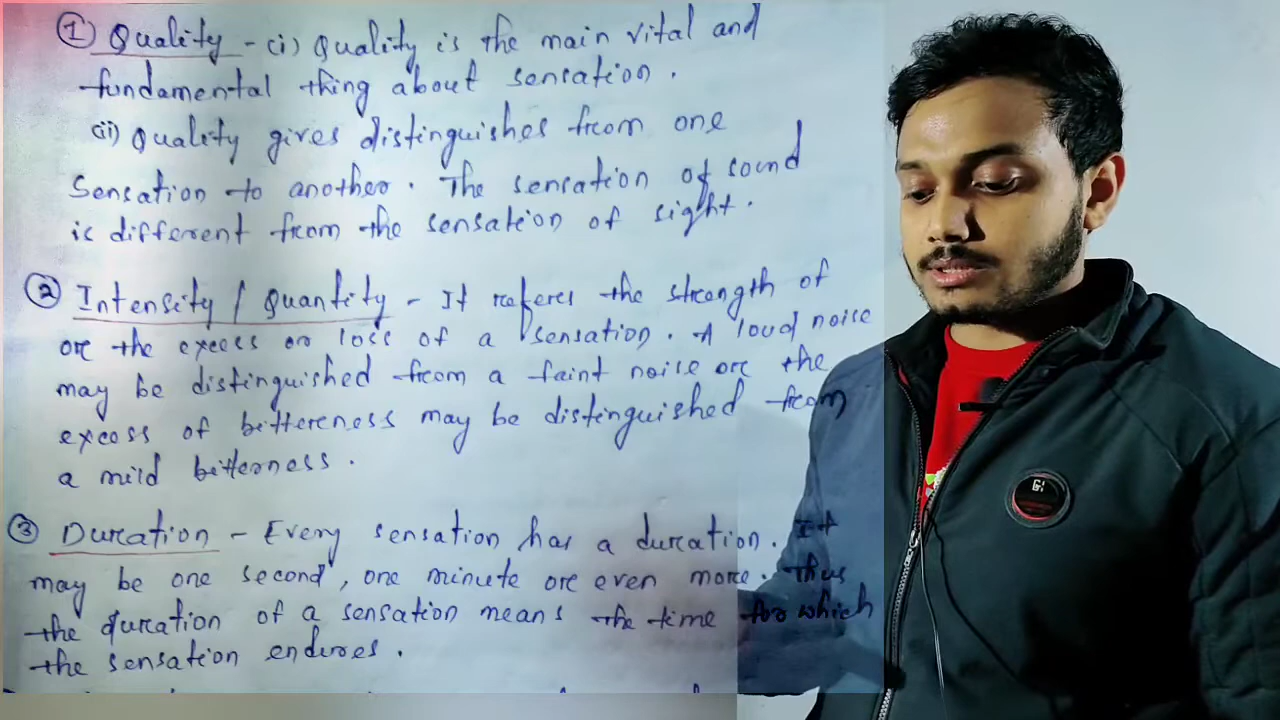 ① Quality - (i) Quality is the main vital and
fundamental thing about sensation.
(ii) Quality gives distinguishes from one
Sensation to another. The sensation of sound
is different from the sensation of sight.
② Intensity / Quantity - It referes the strength of
or the excess or loss of a sensation. A loud noise
may be distinguished from a faint noise or the
excess of bitterness may be distinguished from
a mild bitterness.
③ Duration - Every sensation has a duration. It
may be one second, one minute or even more. Thus
the duration of a sensation means the time for which
the sensation endures.